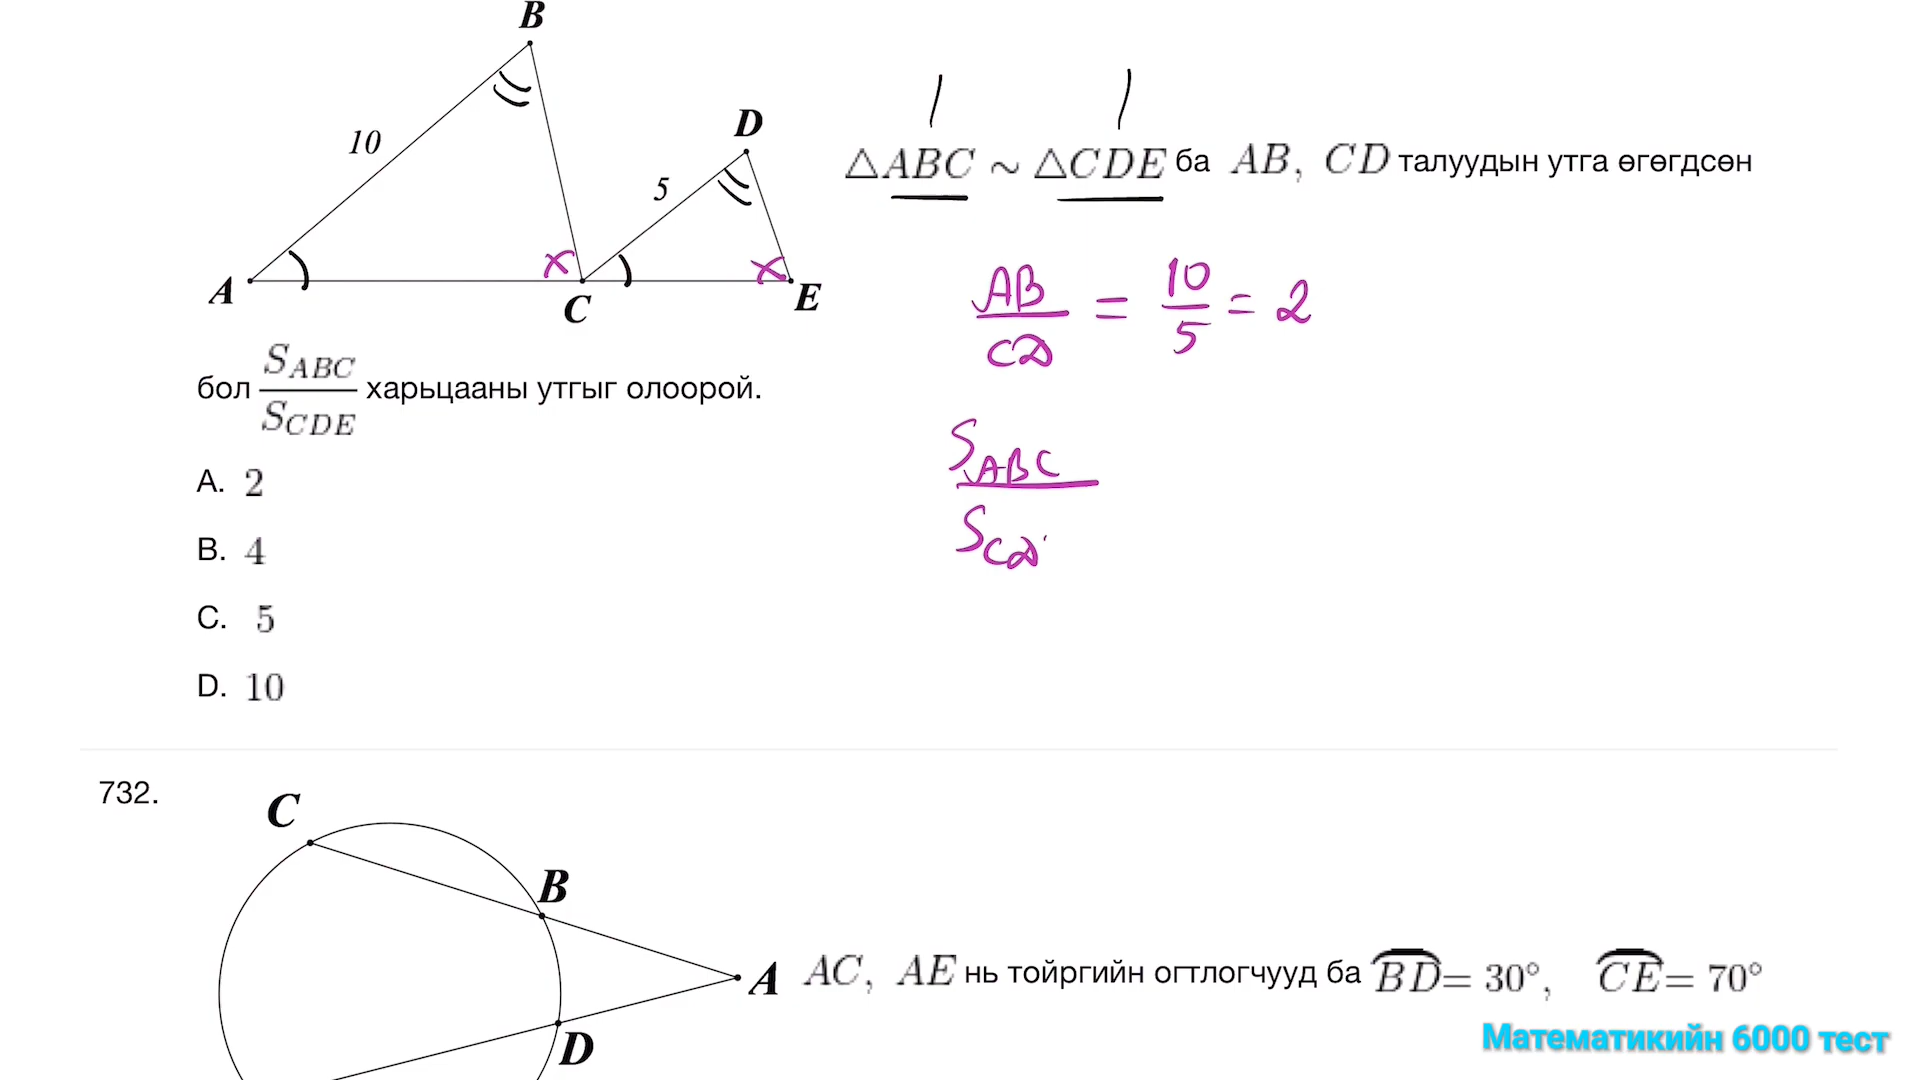 B
D
10
5
A
C
E
x
x
△ABC ~ △CDE ба AB, CD талуудын утга өгөгдсөн
AB/CD = 10/5 = 2
бол S_ABC/S_CDE харьцааны утгыг олоорой.
S_ABC/S_CD
A. 2
B. 4
C. 5
D. 10
732.
C
B
A
D
AC, AE нь тойргийн огтлогчууд ба BD = 30°, CE = 70°
Математикийн 6000 тест